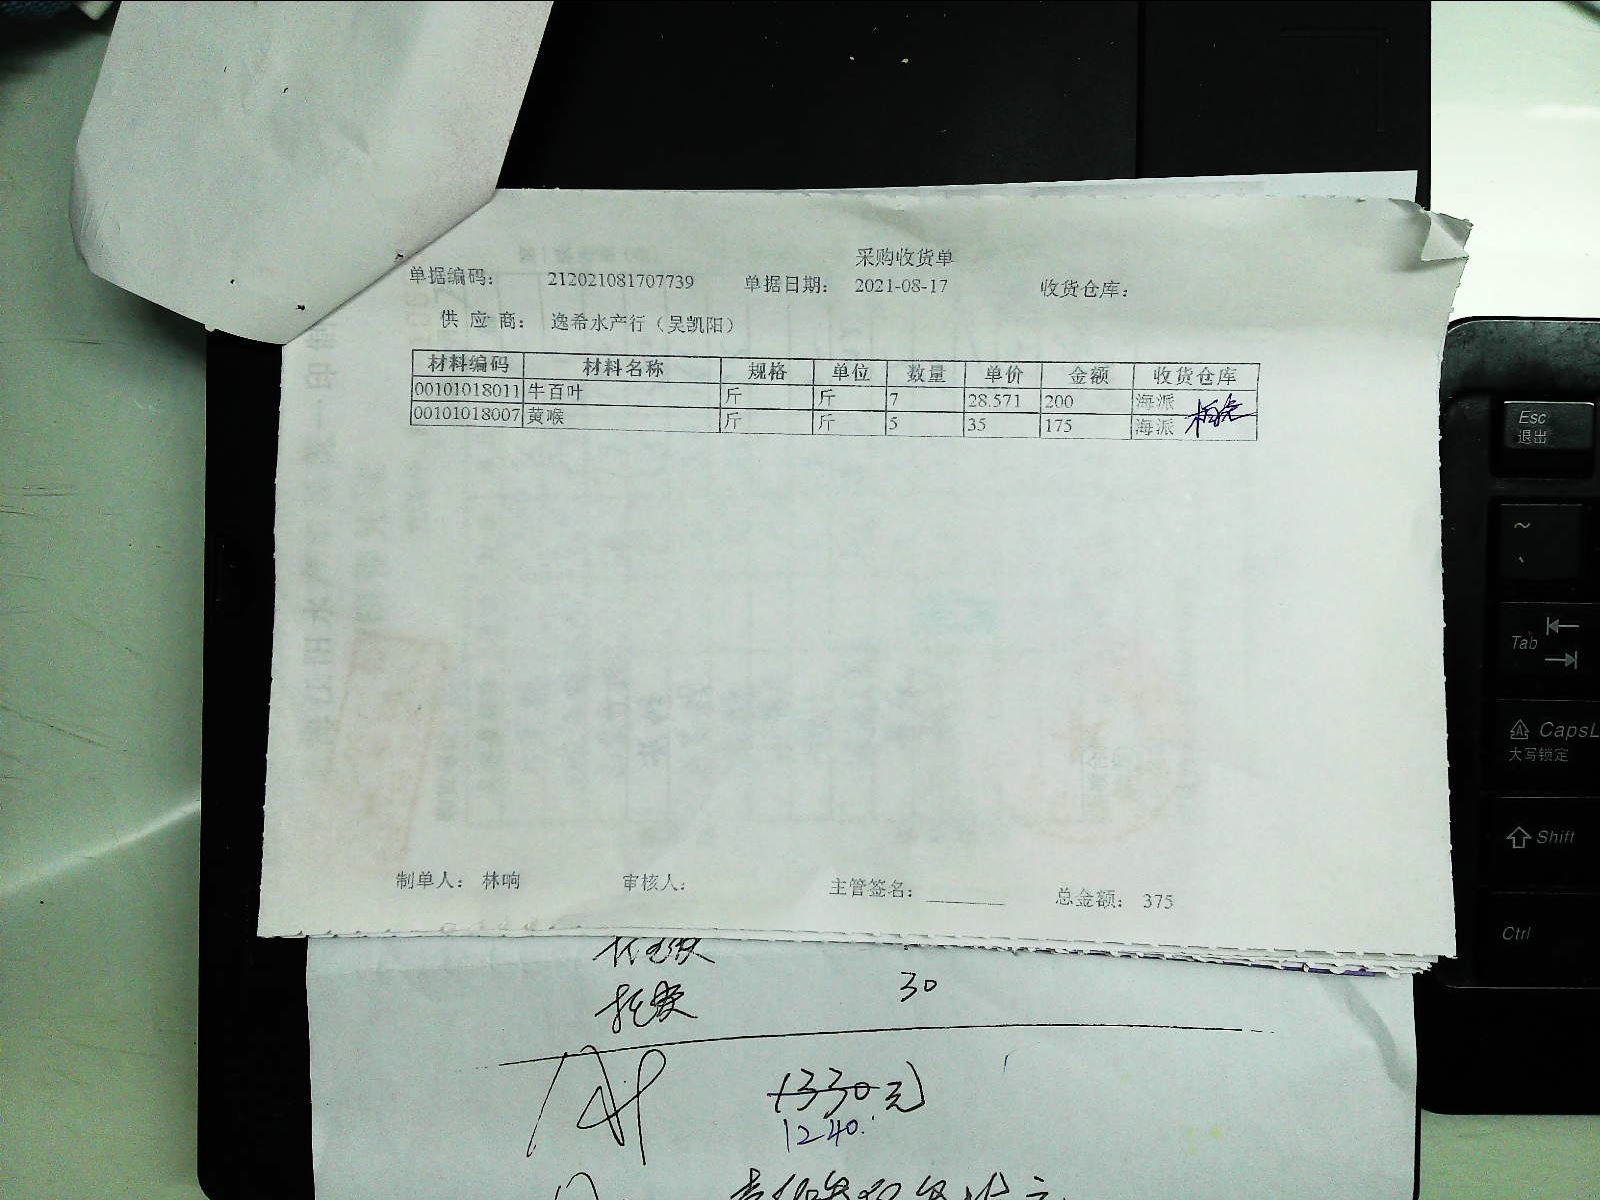 采购收货单
单据编码: 212021081707739 单据日期: 2021-08-17 收货仓库:
供应商: 逸希水产行（吴凯阳）
材料编码 材料名称 规格 单位 数量 单价 金额 收货仓库
00101018011 牛百叶 斤 斤 7 28.571 200 海派
00101018007 黄喉 斤 斤 5 35 175 海派
制单人: 林响 审核人: 主管签名: 总金额: 375
30
1330元
1240.
Esc
退出
~
Tab
CapsL
大写锁定
Shift
Ctrl